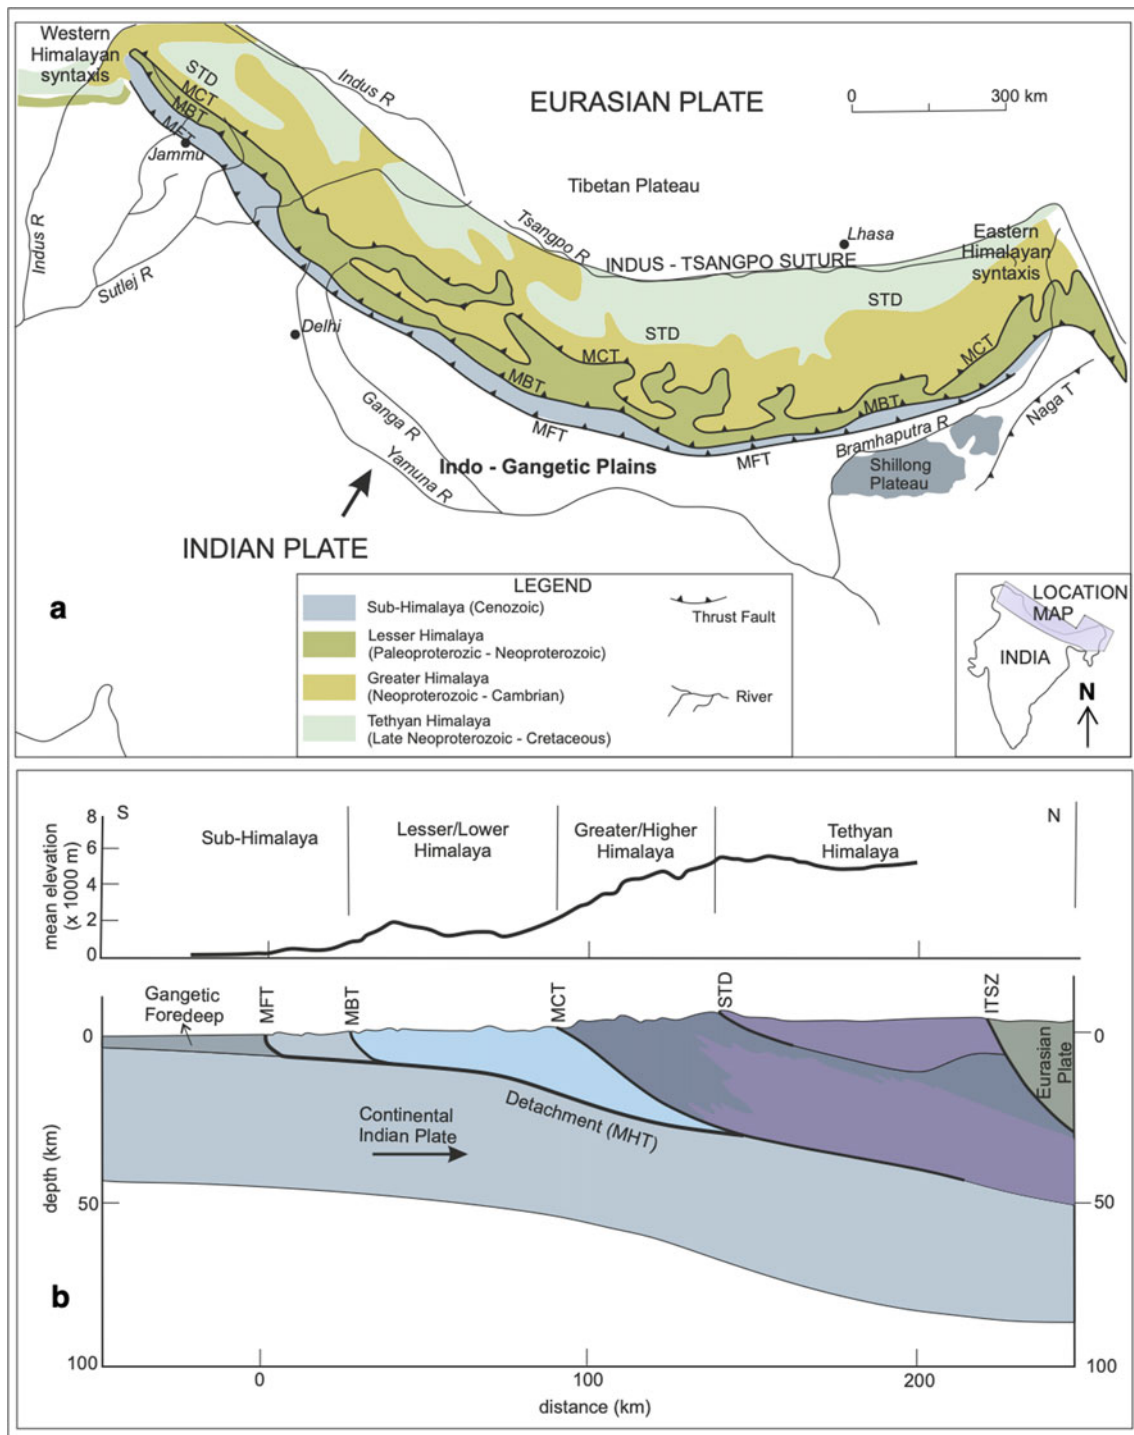 Western
Himalayan
syntaxis
STD
MCT
MBT
MFT
Jammu
Indus R
EURASIAN PLATE
0 300 km
Tibetan Plateau
Indus R
Sutlej R
Tsangpo R
Lhasa
INDUS - TSANGPO SUTURE
Eastern
Himalayan
syntaxis
STD
STD
Delhi
MCT
MCT
MBT
MBT
MFT
MFT
Ganga R
Yamuna R
Bramhaputra R
Naga T
Shillong
Plateau
Indo - Gangetic Plains
INDIAN PLATE
a
LEGEND
Sub-Himalaya (Cenozoic)
Lesser Himalaya
(Paleoproterozic - Neoproterozoic)
Greater Himalaya
(Neoproterozoic - Cambrian)
Tethyan Himalaya
(Late Neoproterozoic - Cretaceous)
Thrust Fault
River
LOCATION
MAP
INDIA
N
S
N
8
6
4
2
0
mean elevation
(x 1000 m)
Sub-Himalaya
Lesser/Lower
Himalaya
Greater/Higher
Himalaya
Tethyan
Himalaya
Gangetic
Foredeep
MFT
MBT
MCT
STD
ITSZ
0
0
Eurasian
Plate
Detachment (MHT)
Continental
Indian Plate
depth (km)
50
50
b
100
100
0 100 200
distance (km)